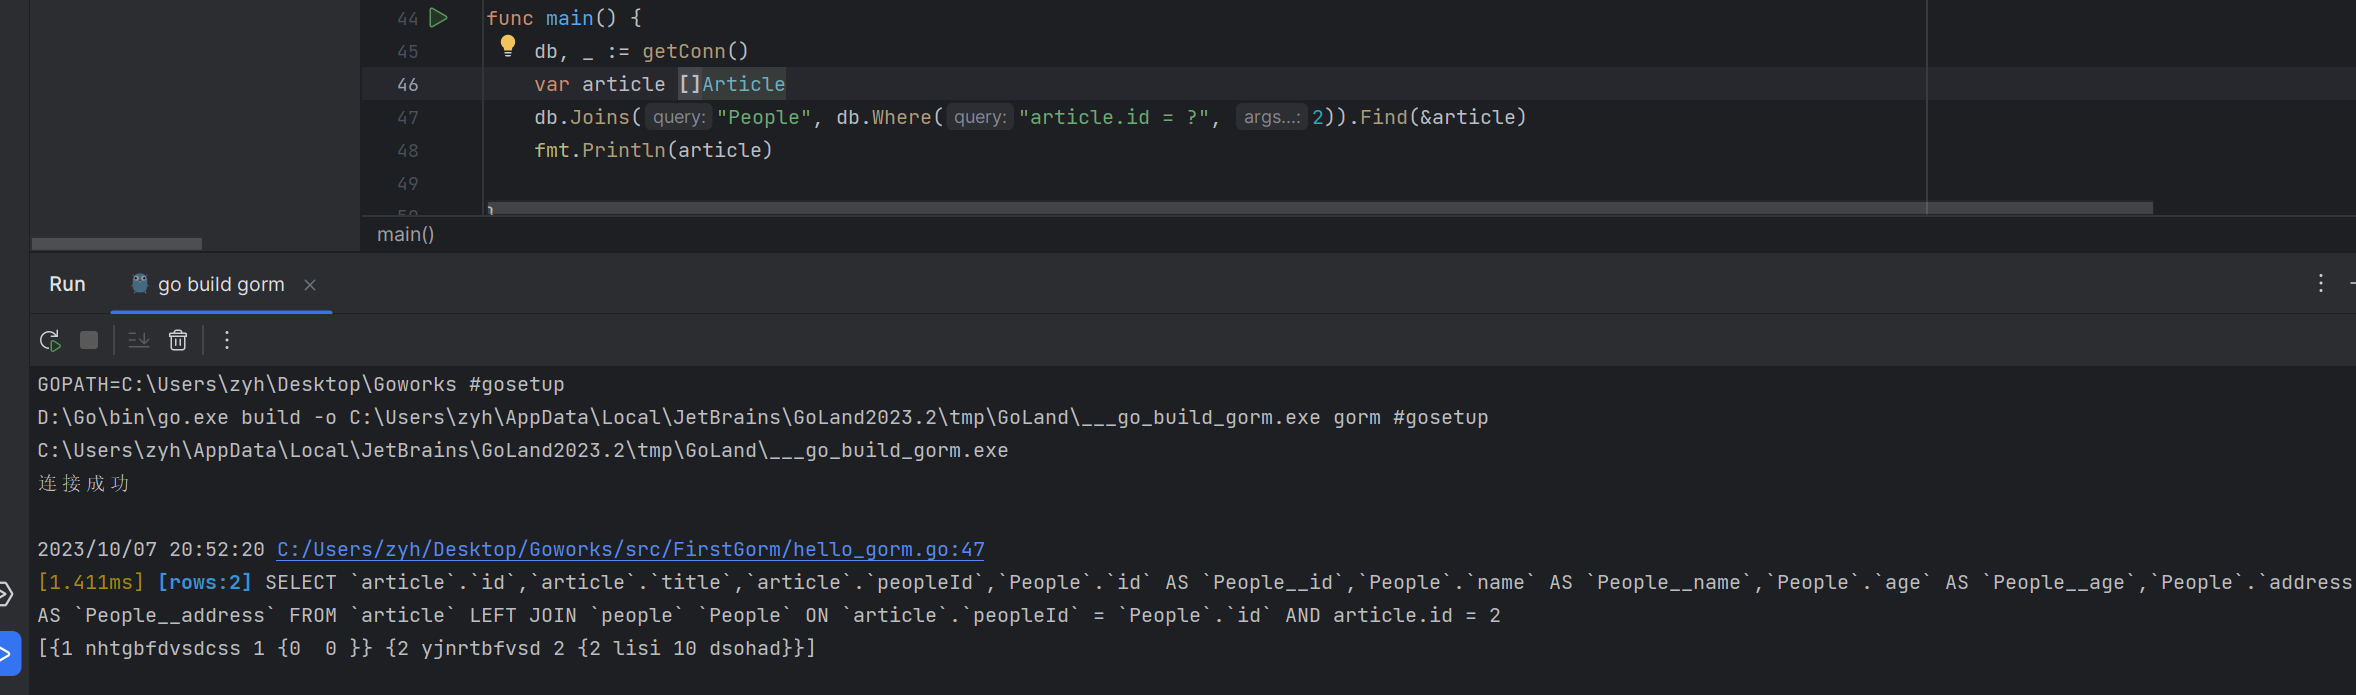 44 func main() {
45 db, _ := getConn()
46 var article []Article
47 db.Joins( query: "People", db.Where( query: "article.id = ?", args...: 2)).Find(&article)
48 fmt.Println(article)
49
50 }
main()
Run go build gorm
GOPATH=C:\Users\zyh\Desktop\Goworks #gosetup
D:\Go\bin\go.exe build -o C:\Users\zyh\AppData\Local\JetBrains\GoLand2023.2\tmp\GoLand\___go_build_gorm.exe gorm #gosetup
C:\Users\zyh\AppData\Local\JetBrains\GoLand2023.2\tmp\GoLand\___go_build_gorm.exe
连接成功
2023/10/07 20:52:20 C:/Users/zyh/Desktop/Goworks/src/FirstGorm/hello_gorm.go:47
[1.411ms] [rows:2] SELECT `article`.`id`,`article`.`title`,`article`.`peopleId`,`People`.`id` AS `People__id`,`People`.`name` AS `People__name`,`People`.`age` AS `People__age`,`People`.`address
AS `People__address` FROM `article` LEFT JOIN `people` `People` ON `article`.`peopleId` = `People`.`id` AND article.id = 2
[{1 nhtgbfdvsdcss 1 {0  0 }} {2 yjnrtbfvsd 2 {2 lisi 10 dsohad}}]